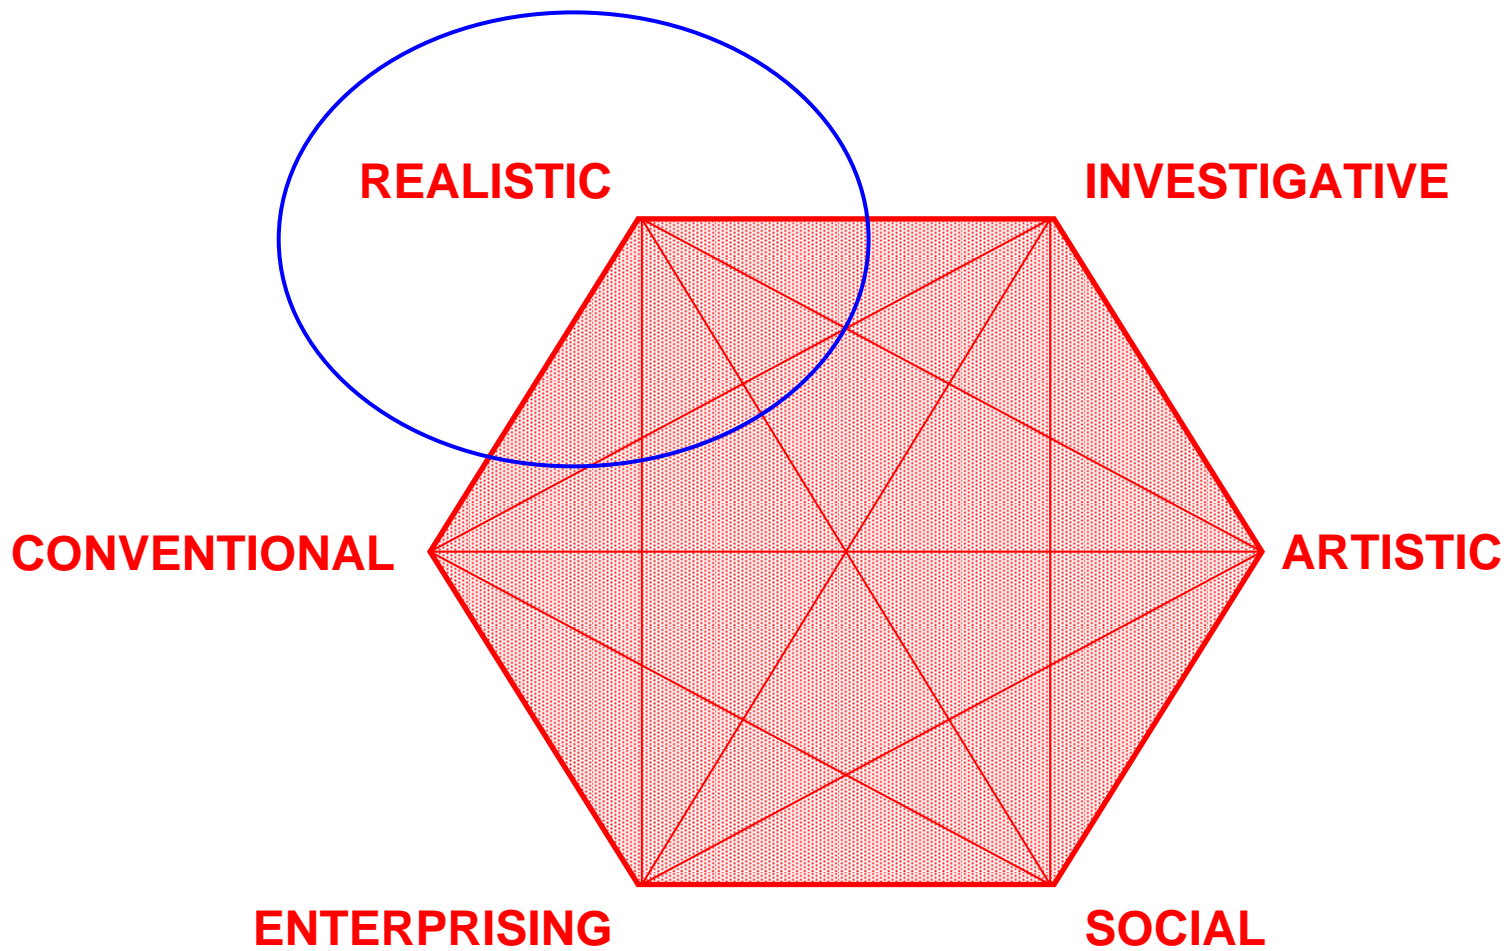 REALISTIC
INVESTIGATIVE
CONVENTIONAL
ARTISTIC
ENTERPRISING
SOCIAL